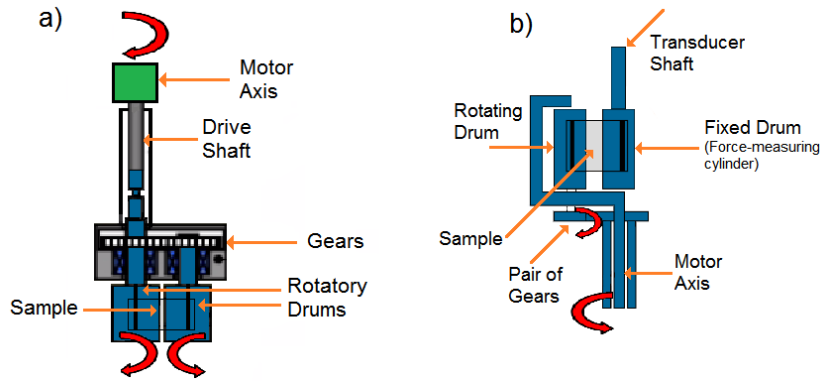 a)
Motor
Axis
Drive
Shaft
Gears
Rotatory
Drums
Sample
b)
Transducer
Shaft
Rotating
Drum
Fixed Drum
(Force-measuring
cylinder)
Sample
Pair of
Gears
Motor
Axis